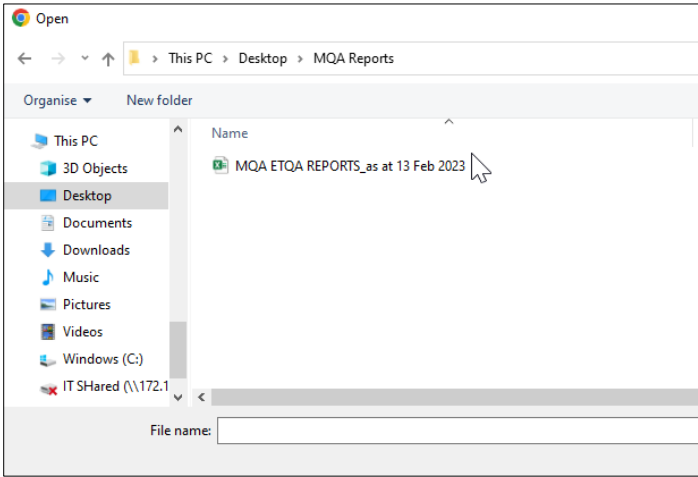 Open
This PC > Desktop > MQA Reports
Organise New folder
This PC
3D Objects
Desktop
Documents
Downloads
Music
Pictures
Videos
Windows (C:)
IT SHared (\\172.1
Name
MQA ETQA REPORTS_as at 13 Feb 2023
File name: